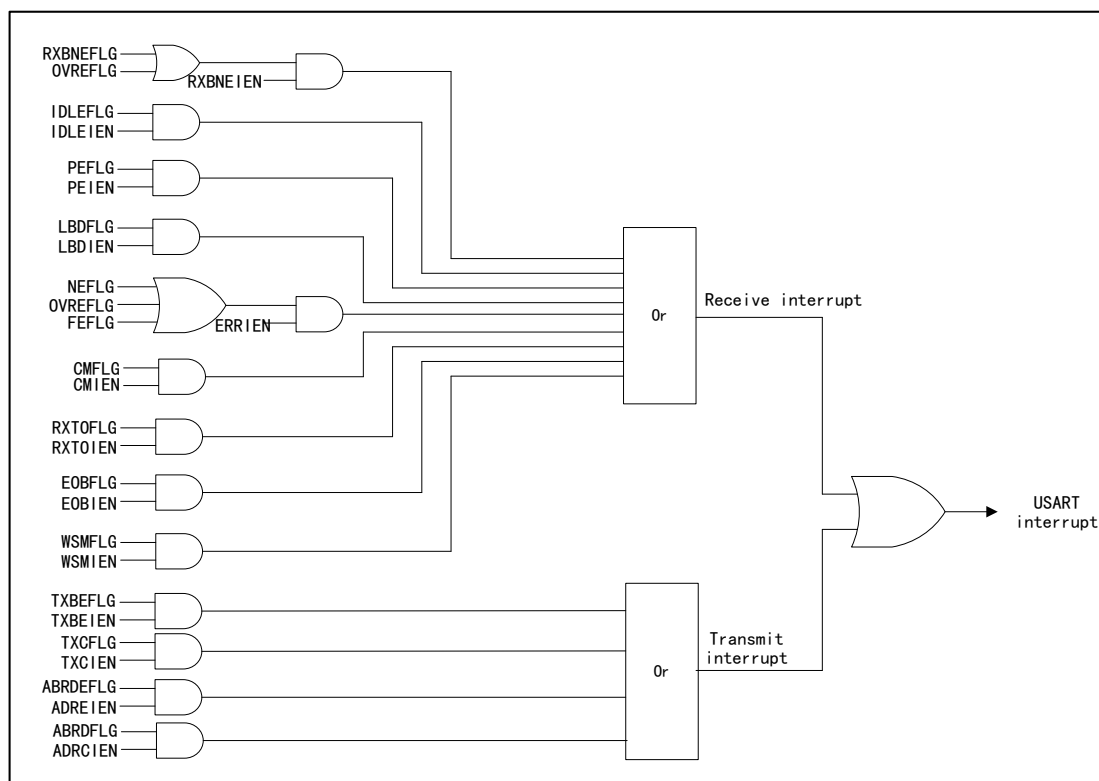 RXBNEFLG
OVREFLG
RXBNEIEN
IDLEFLG
IDLEIEN
PEFLG
PEIEN
LBDFLG
LBDIEN
NEFLG
OVREFLG
FEFLG
ERRIEN
CMFLG
CMIEN
RXTOFLG
RXTOIEN
EOBFLG
EOBIEN
WSMFLG
WSMIEN
Or
Receive interrupt
TXBEFLG
TXBEIEN
TXCFLG
TXCIEN
ABRDEFLG
ADREIEN
ABRDFLG
ADRCIEN
Or
Transmit
interrupt
USART
interrupt